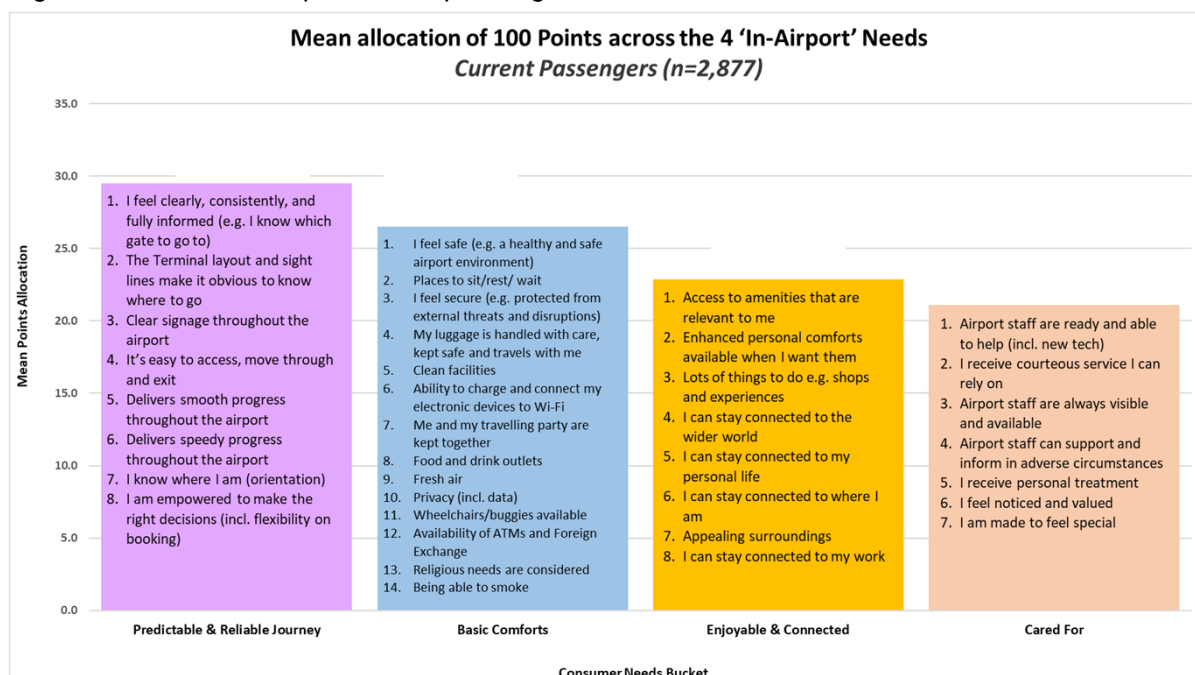 Mean allocation of 100 Points across the 4 ‘In-Airport’ Needs
Current Passengers (n=2,877)
Mean Points Allocation
35.0
30.0
25.0
20.0
15.0
10.0
5.0
0.0
1. I feel clearly, consistently, and
fully informed (e.g. I know which
gate to go to)
2. The Terminal layout and sight
lines make it obvious to know
where to go
3. Clear signage throughout the
airport
4. It’s easy to access, move through
and exit
5. Delivers smooth progress
throughout the airport
6. Delivers speedy progress
throughout the airport
7. I know where I am (orientation)
8. I am empowered to make the
right decisions (incl. flexibility on
booking)
1. I feel safe (e.g. a healthy and safe
airport environment)
2. Places to sit/rest/ wait
3. I feel secure (e.g. protected from
external threats and disruptions)
4. My luggage is handled with care,
kept safe and travels with me
5. Clean facilities
6. Ability to charge and connect my
electronic devices to Wi-Fi
7. Me and my travelling party are
kept together
8. Food and drink outlets
9. Fresh air
10. Privacy (incl. data)
11. Wheelchairs/buggies available
12. Availability of ATMs and Foreign
Exchange
13. Religious needs are considered
14. Being able to smoke
1. Access to amenities that are
relevant to me
2. Enhanced personal comforts
available when I want them
3. Lots of things to do e.g. shops
and experiences
4. I can stay connected to the
wider world
5. I can stay connected to my
personal life
6. I can stay connected to where I
am
7. Appealing surroundings
8. I can stay connected to my work
1. Airport staff are ready and able
to help (incl. new tech)
2. I receive courteous service I can
rely on
3. Airport staff are always visible
and available
4. Airport staff can support and
inform in adverse circumstances
5. I receive personal treatment
6. I feel noticed and valued
7. I am made to feel special
Predictable & Reliable Journey
Basic Comforts
Enjoyable & Connected
Cared For
Consumer Needs Bucket